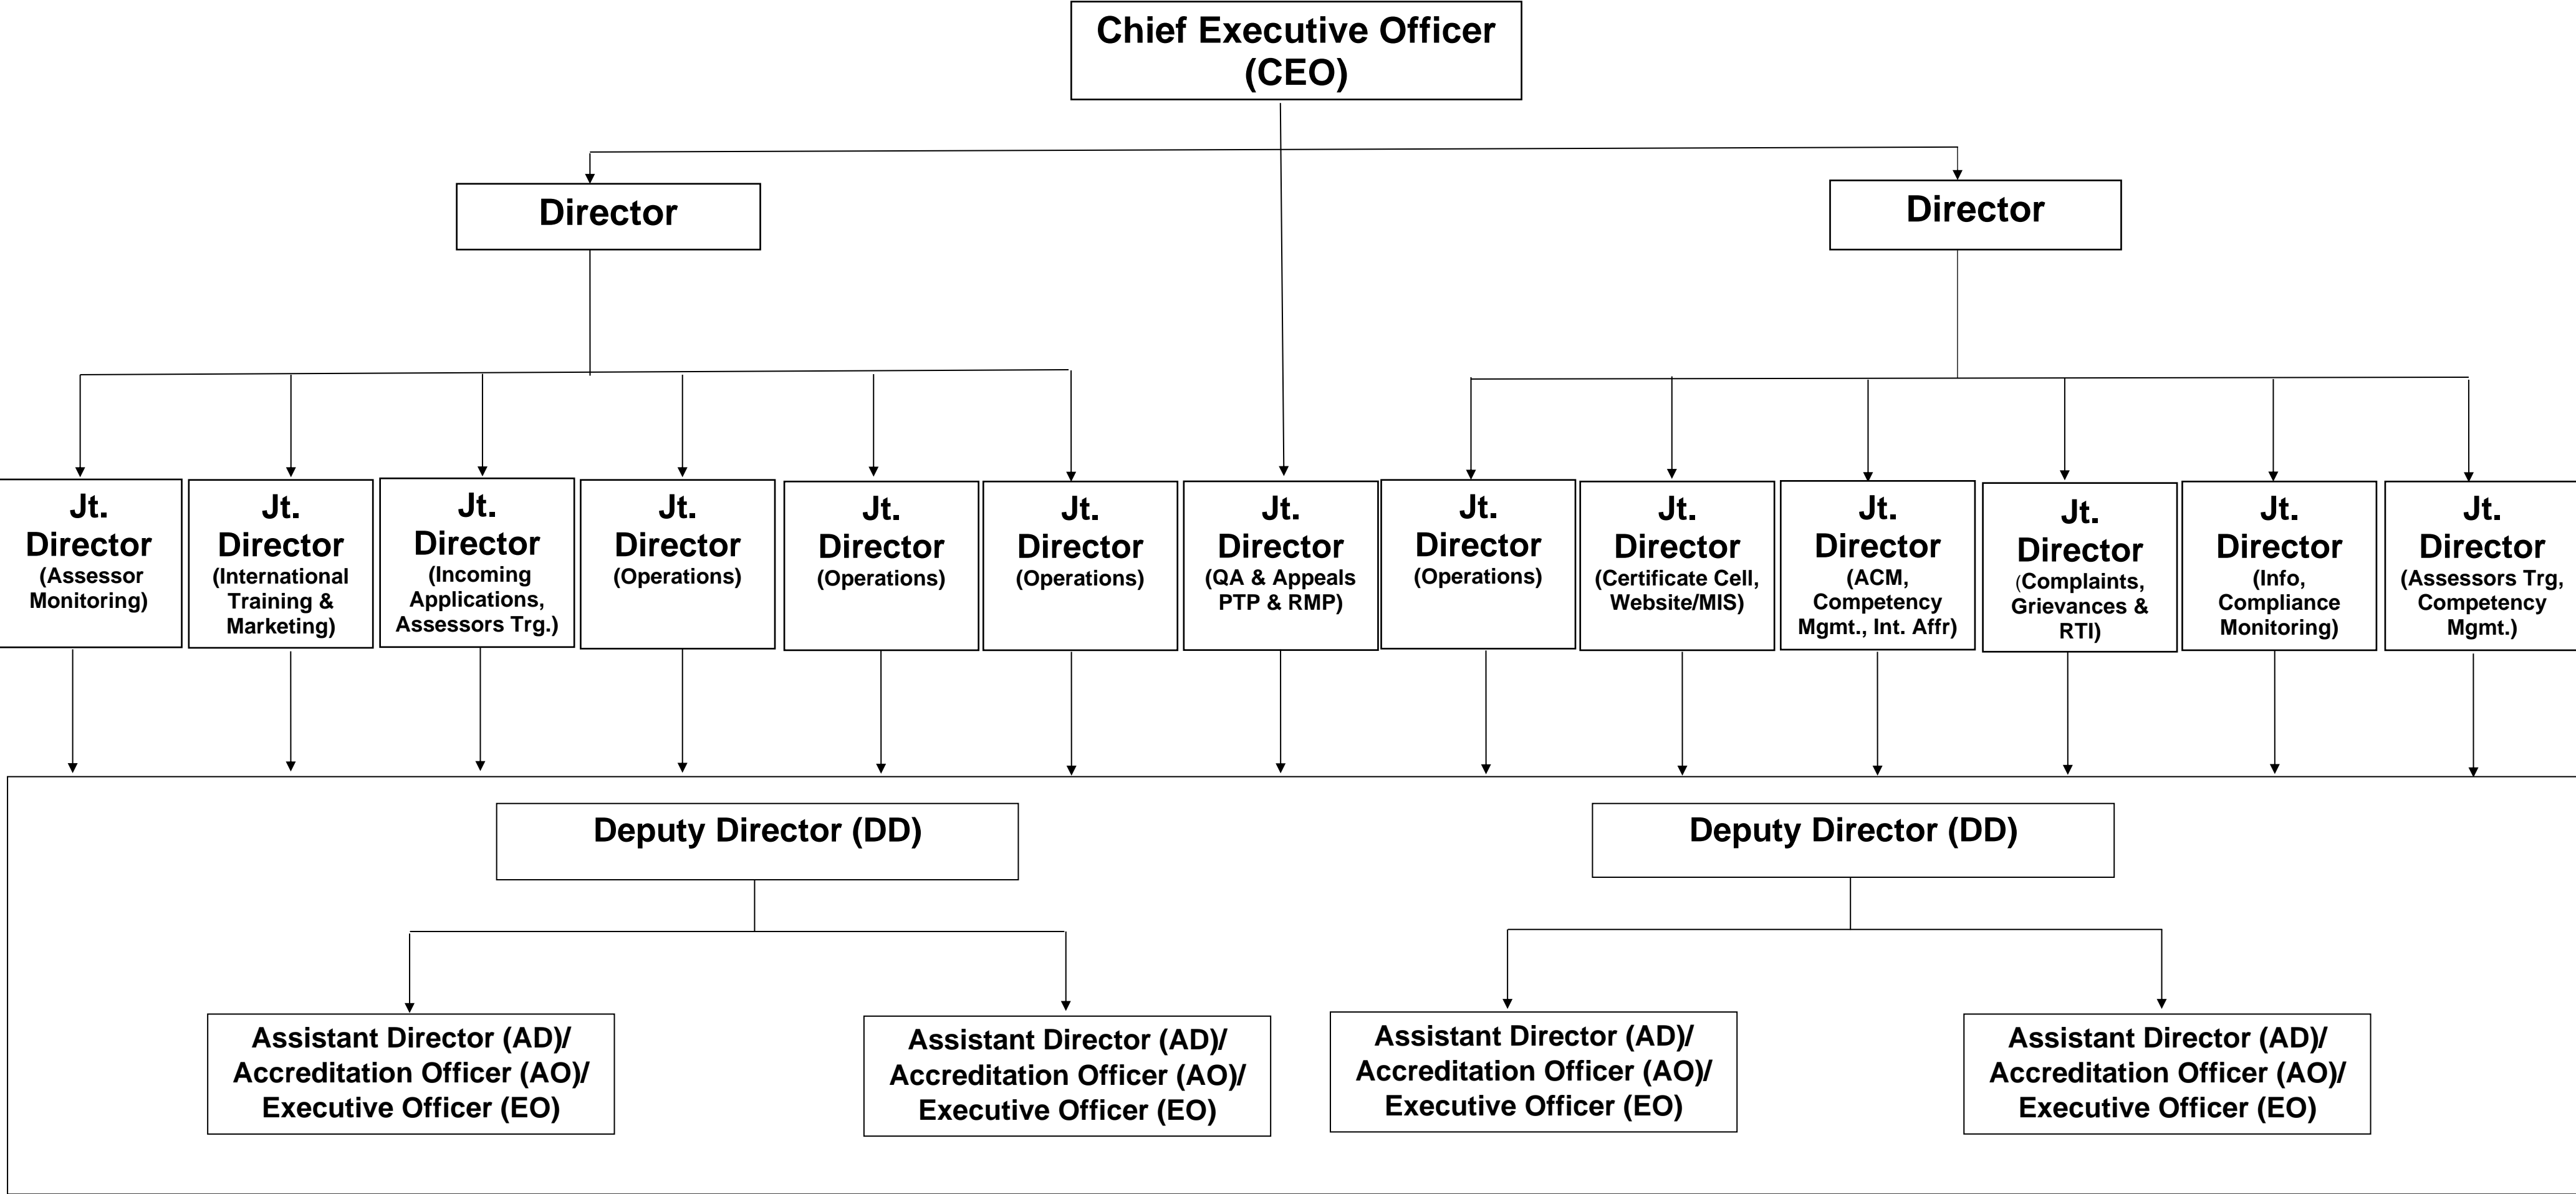 Chief Executive Officer
(CEO)
Director
Director
Jt.
Director
(Assessor
Monitoring)
Jt.
Director
(International
Training &
Marketing)
Jt.
Director
(Incoming
Applications,
Assessors Trg.)
Jt.
Director
(Operations)
Jt.
Director
(Operations)
Jt.
Director
(Operations)
Jt.
Director
(QA & Appeals
PTP & RMP)
Jt.
Director
(Operations)
Jt.
Director
(Certificate Cell,
Website/MIS)
Jt.
Director
(ACM,
Competency
Mgmt., Int. Affr)
Jt.
Director
(Complaints,
Grievances &
RTI)
Jt.
Director
(Info,
Compliance
Monitoring)
Jt.
Director
(Assessors Trg,
Competency
Mgmt.)
Deputy Director (DD)
Deputy Director (DD)
Assistant Director (AD)/
Accreditation Officer (AO)/
Executive Officer (EO)
Assistant Director (AD)/
Accreditation Officer (AO)/
Executive Officer (EO)
Assistant Director (AD)/
Accreditation Officer (AO)/
Executive Officer (EO)
Assistant Director (AD)/
Accreditation Officer (AO)/
Executive Officer (EO)